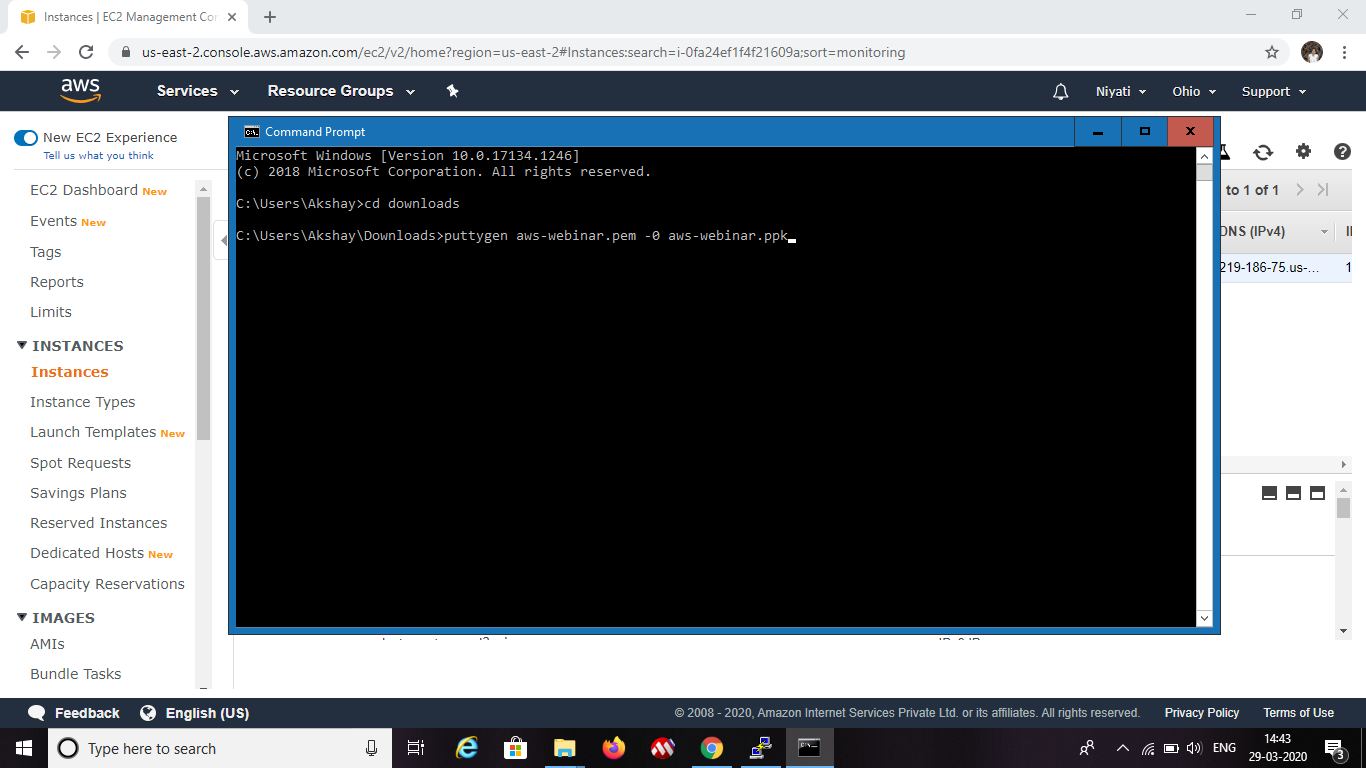 Instances | EC2 Management Con
us-east-2.console.aws.amazon.com/ec2/v2/home?region=us-east-2#Instances:search=i-0fa24ef1f4f21609a;sort=monitoring
aws Services Resource Groups Niyati Ohio Support
New EC2 Experience
Tell us what you think
EC2 Dashboard New
Events New
Tags
Reports
Limits
INSTANCES
Instances
Instance Types
Launch Templates New
Spot Requests
Savings Plans
Reserved Instances
Dedicated Hosts New
Capacity Reservations
IMAGES
AMIs
Bundle Tasks
Command Prompt
Microsoft Windows [Version 10.0.17134.1246]
(c) 2018 Microsoft Corporation. All rights reserved.
C:\Users\Akshay>cd downloads
C:\Users\Akshay\Downloads>puttygen aws-webinar.pem -0 aws-webinar.ppk
to 1 of 1
DNS (IPv4)
219-186-75.us-...
1
Feedback English (US) © 2008 - 2020, Amazon Internet Services Private Ltd. or its affiliates. All rights reserved. Privacy Policy Terms of Use
Type here to search
ENG
14:43
29-03-2020
3